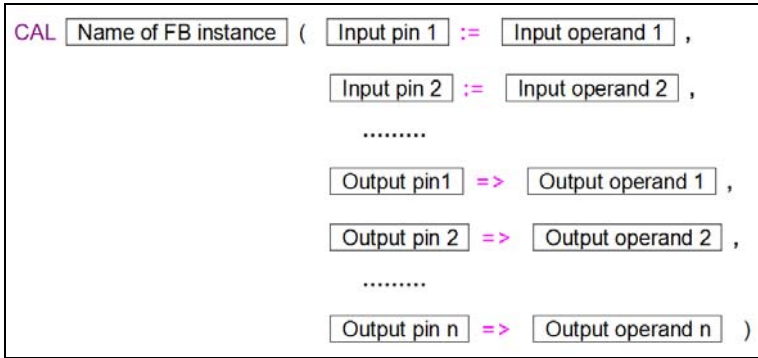 CAL Name of FB instance ( Input pin 1 := Input operand 1 ,
Input pin 2 := Input operand 2 ,
.........
Output pin1 => Output operand 1 ,
Output pin 2 => Output operand 2 ,
.........
Output pin n => Output operand n )